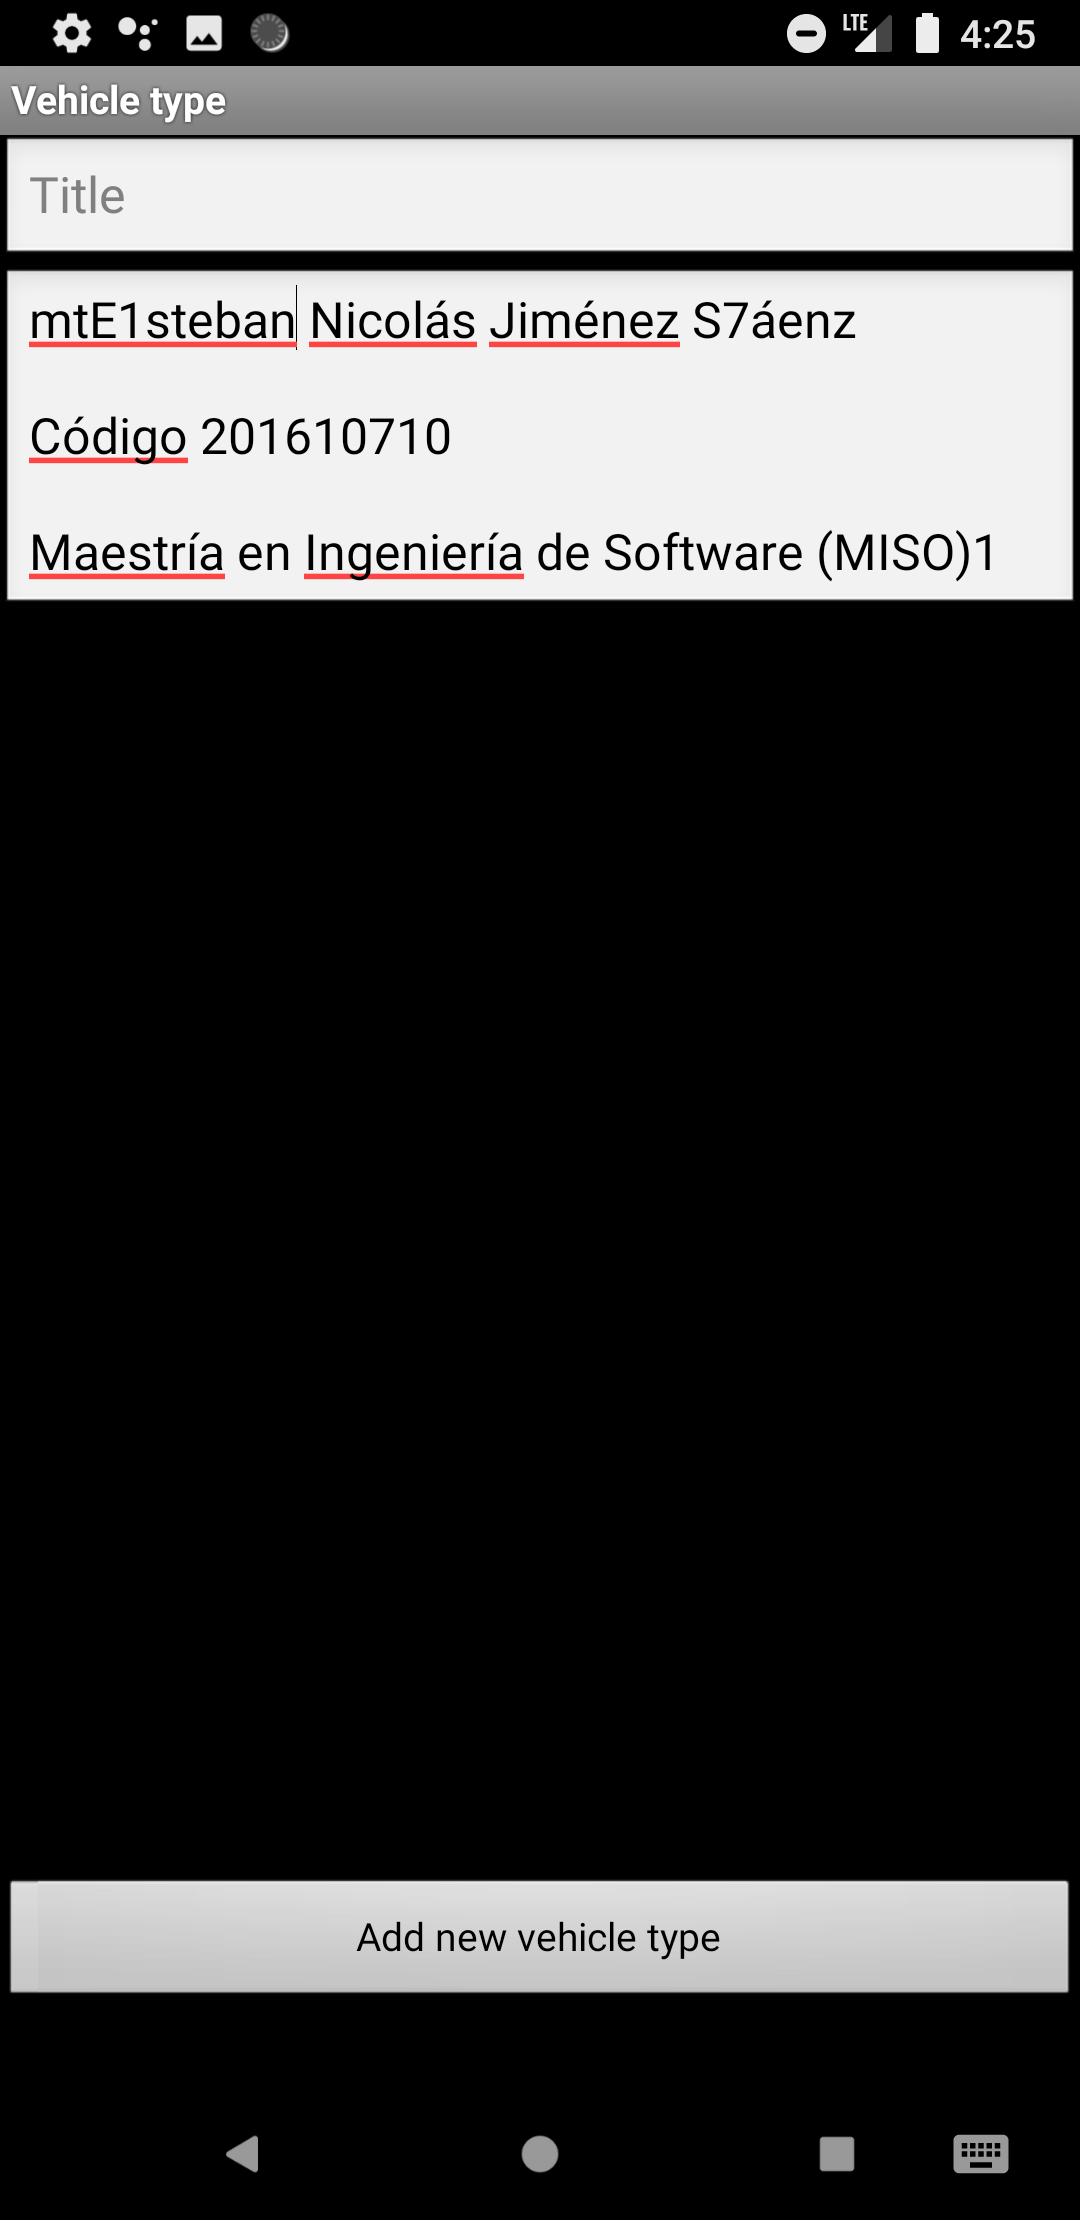 LTE 4:25
Vehicle type
Title
mtE1steban Nicolás Jiménez S7áenz
Código 201610710
Maestría en Ingeniería de Software (MISO)1
Add new vehicle type